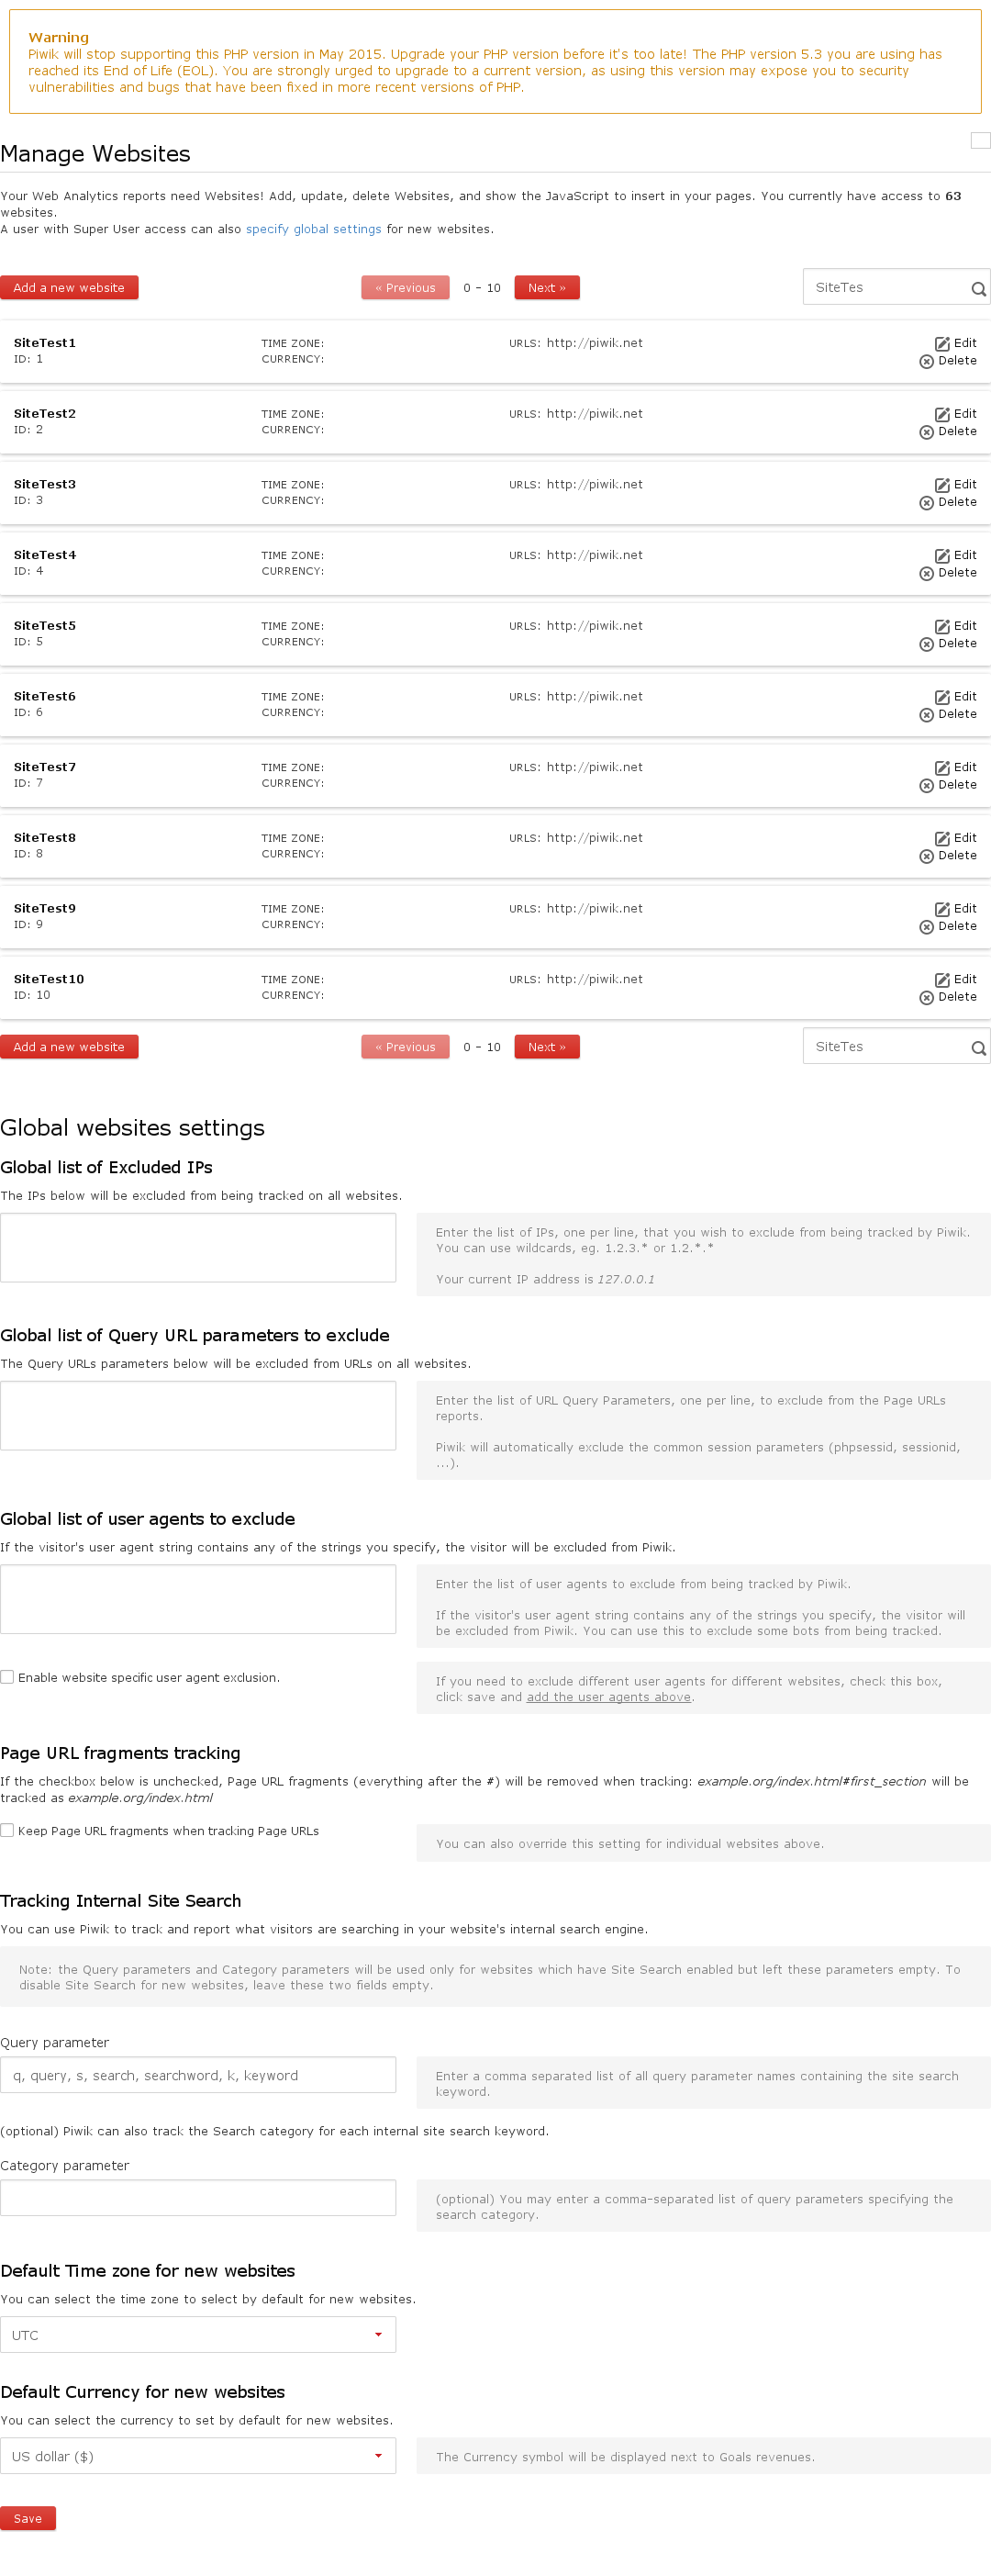 Warning
Piwik will stop supporting this PHP version in May 2015. Upgrade your PHP version before it's too late! The PHP version 5.3 you are using has
reached its End of Life (EOL). You are strongly urged to upgrade to a current version, as using this version may expose you to security
vulnerabilities and bugs that have been fixed in more recent versions of PHP.
Manage Websites
Your Web Analytics reports need Websites! Add, update, delete Websites, and show the JavaScript to insert in your pages. You currently have access to 63
websites.
A user with Super User access can also specify global settings for new websites.
Add a new website « Previous 0 - 10 Next » SiteTes
SiteTest1 TIME ZONE: URLS: http://piwik.net Edit
ID: 1 CURRENCY: Delete
SiteTest2 TIME ZONE: URLS: http://piwik.net Edit
ID: 2 CURRENCY: Delete
SiteTest3 TIME ZONE: URLS: http://piwik.net Edit
ID: 3 CURRENCY: Delete
SiteTest4 TIME ZONE: URLS: http://piwik.net Edit
ID: 4 CURRENCY: Delete
SiteTest5 TIME ZONE: URLS: http://piwik.net Edit
ID: 5 CURRENCY: Delete
SiteTest6 TIME ZONE: URLS: http://piwik.net Edit
ID: 6 CURRENCY: Delete
SiteTest7 TIME ZONE: URLS: http://piwik.net Edit
ID: 7 CURRENCY: Delete
SiteTest8 TIME ZONE: URLS: http://piwik.net Edit
ID: 8 CURRENCY: Delete
SiteTest9 TIME ZONE: URLS: http://piwik.net Edit
ID: 9 CURRENCY: Delete
SiteTest10 TIME ZONE: URLS: http://piwik.net Edit
ID: 10 CURRENCY: Delete
Add a new website « Previous 0 - 10 Next » SiteTes
Global websites settings
Global list of Excluded IPs
The IPs below will be excluded from being tracked on all websites.
Enter the list of IPs, one per line, that you wish to exclude from being tracked by Piwik.
You can use wildcards, eg. 1.2.3.* or 1.2.*.*
Your current IP address is 127.0.0.1
Global list of Query URL parameters to exclude
The Query URLs parameters below will be excluded from URLs on all websites.
Enter the list of URL Query Parameters, one per line, to exclude from the Page URLs
reports.
Piwik will automatically exclude the common session parameters (phpsessid, sessionid,
...).
Global list of user agents to exclude
If the visitor's user agent string contains any of the strings you specify, the visitor will be excluded from Piwik.
Enter the list of user agents to exclude from being tracked by Piwik.
If the visitor's user agent string contains any of the strings you specify, the visitor will
be excluded from Piwik. You can use this to exclude some bots from being tracked.
Enable website specific user agent exclusion.
If you need to exclude different user agents for different websites, check this box,
click save and add the user agents above.
Page URL fragments tracking
If the checkbox below is unchecked, Page URL fragments (everything after the #) will be removed when tracking: example.org/index.html#first_section will be
tracked as example.org/index.html
Keep Page URL fragments when tracking Page URLs
You can also override this setting for individual websites above.
Tracking Internal Site Search
You can use Piwik to track and report what visitors are searching in your website's internal search engine.
Note: the Query parameters and Category parameters will be used only for websites which have Site Search enabled but left these parameters empty. To
disable Site Search for new websites, leave these two fields empty.
Query parameter
q, query, s, search, searchword, k, keyword
Enter a comma separated list of all query parameter names containing the site search
keyword.
(optional) Piwik can also track the Search category for each internal site search keyword.
Category parameter
(optional) You may enter a comma-separated list of query parameters specifying the
search category.
Default Time zone for new websites
You can select the time zone to select by default for new websites.
UTC
Default Currency for new websites
You can select the currency to set by default for new websites.
US dollar ($)
The Currency symbol will be displayed next to Goals revenues.
Save